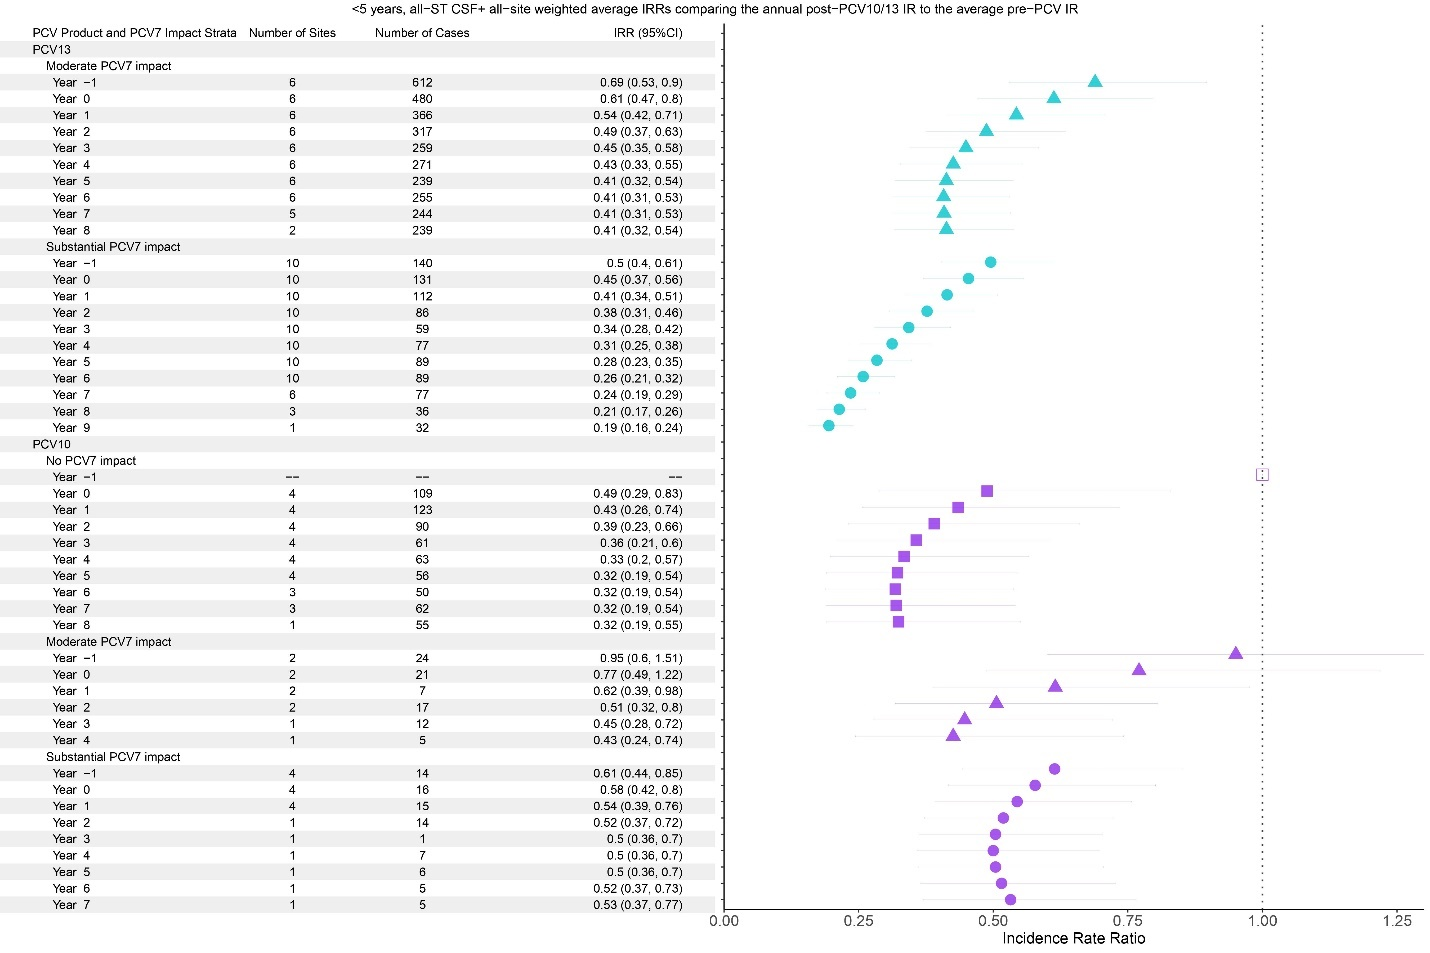 <5 years, all−ST CSF+ all−site weighted average IRRs comparing the annual post−PCV10/13 IR to the average pre−PCV IR
PCV Product and PCV7 Impact Strata Number of Sites Number of Cases IRR (95%CI)
PCV13
Moderate PCV7 impact
Year −1 6 612 0.69 (0.53, 0.9)
Year 0 6 480 0.61 (0.47, 0.8)
Year 1 6 366 0.54 (0.42, 0.71)
Year 2 6 317 0.49 (0.37, 0.63)
Year 3 6 259 0.45 (0.35, 0.58)
Year 4 6 271 0.43 (0.33, 0.55)
Year 5 6 239 0.41 (0.32, 0.54)
Year 6 6 255 0.41 (0.31, 0.53)
Year 7 5 244 0.41 (0.31, 0.53)
Year 8 2 239 0.41 (0.32, 0.54)
Substantial PCV7 impact
Year −1 10 140 0.5 (0.4, 0.61)
Year 0 10 131 0.45 (0.37, 0.56)
Year 1 10 112 0.41 (0.34, 0.51)
Year 2 10 86 0.38 (0.31, 0.46)
Year 3 10 59 0.34 (0.28, 0.42)
Year 4 10 77 0.31 (0.25, 0.38)
Year 5 10 89 0.28 (0.23, 0.35)
Year 6 10 89 0.26 (0.21, 0.32)
Year 7 6 77 0.24 (0.19, 0.29)
Year 8 3 36 0.21 (0.17, 0.26)
Year 9 1 32 0.19 (0.16, 0.24)
PCV10
No PCV7 impact
Year −1 −− −− −−
Year 0 4 109 0.49 (0.29, 0.83)
Year 1 4 123 0.43 (0.26, 0.74)
Year 2 4 90 0.39 (0.23, 0.66)
Year 3 4 61 0.36 (0.21, 0.6)
Year 4 4 63 0.33 (0.2, 0.57)
Year 5 4 56 0.32 (0.19, 0.54)
Year 6 3 50 0.32 (0.19, 0.54)
Year 7 3 62 0.32 (0.19, 0.54)
Year 8 1 55 0.32 (0.19, 0.55)
Moderate PCV7 impact
Year −1 2 24 0.95 (0.6, 1.51)
Year 0 2 21 0.77 (0.49, 1.22)
Year 1 2 7 0.62 (0.39, 0.98)
Year 2 2 17 0.51 (0.32, 0.8)
Year 3 1 12 0.45 (0.28, 0.72)
Year 4 1 5 0.43 (0.24, 0.74)
Substantial PCV7 impact
Year −1 4 14 0.61 (0.44, 0.85)
Year 0 4 16 0.58 (0.42, 0.8)
Year 1 4 15 0.54 (0.39, 0.76)
Year 2 1 14 0.52 (0.37, 0.72)
Year 3 1 1 0.5 (0.36, 0.7)
Year 4 1 7 0.5 (0.36, 0.7)
Year 5 1 6 0.5 (0.36, 0.7)
Year 6 1 5 0.52 (0.37, 0.73)
Year 7 1 5 0.53 (0.37, 0.77)
0.00 0.25 0.50 0.75 1.00 1.25
Incidence Rate Ratio